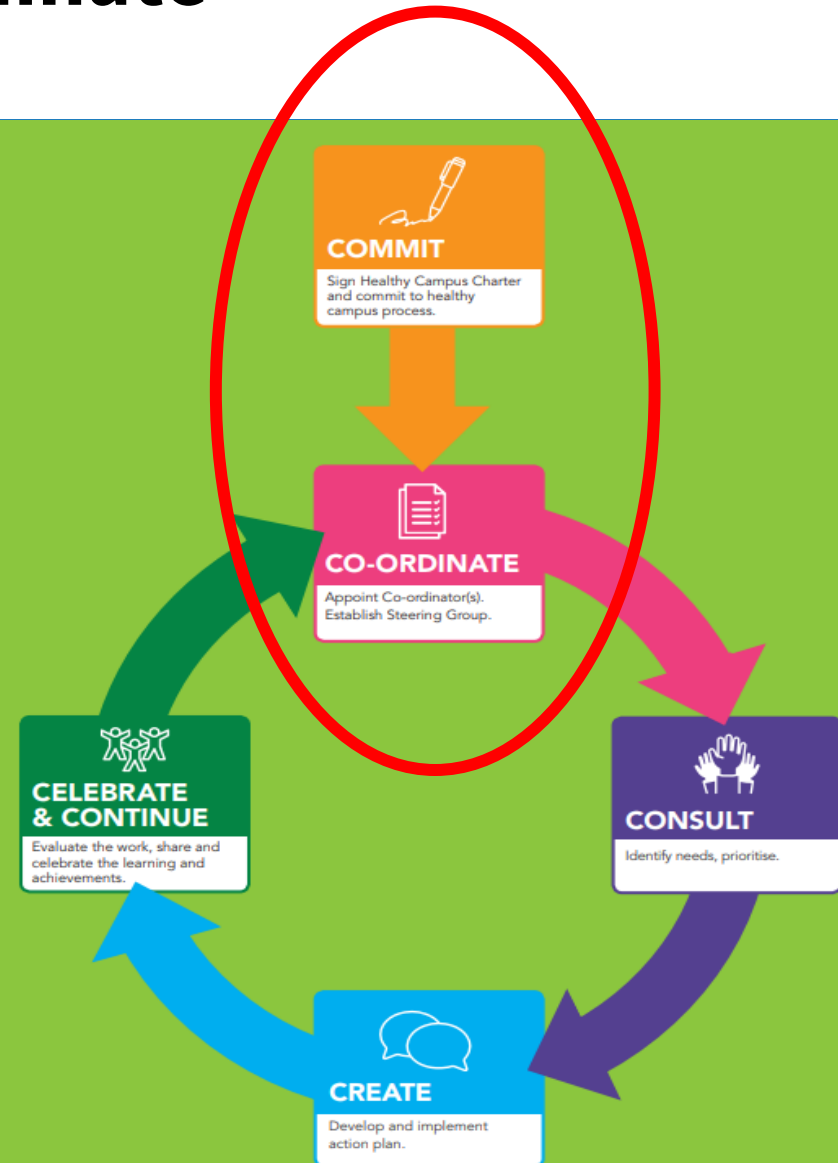 COMMIT
Sign Healthy Campus Charter
and commit to healthy
campus process.
CO-ORDINATE
Appoint Co-ordinator(s).
Establish Steering Group.
CELEBRATE
& CONTINUE
Evaluate the work, share and
celebrate the learning and
achievements.
CONSULT
Identify needs, prioritise.
CREATE
Develop and implement
action plan.